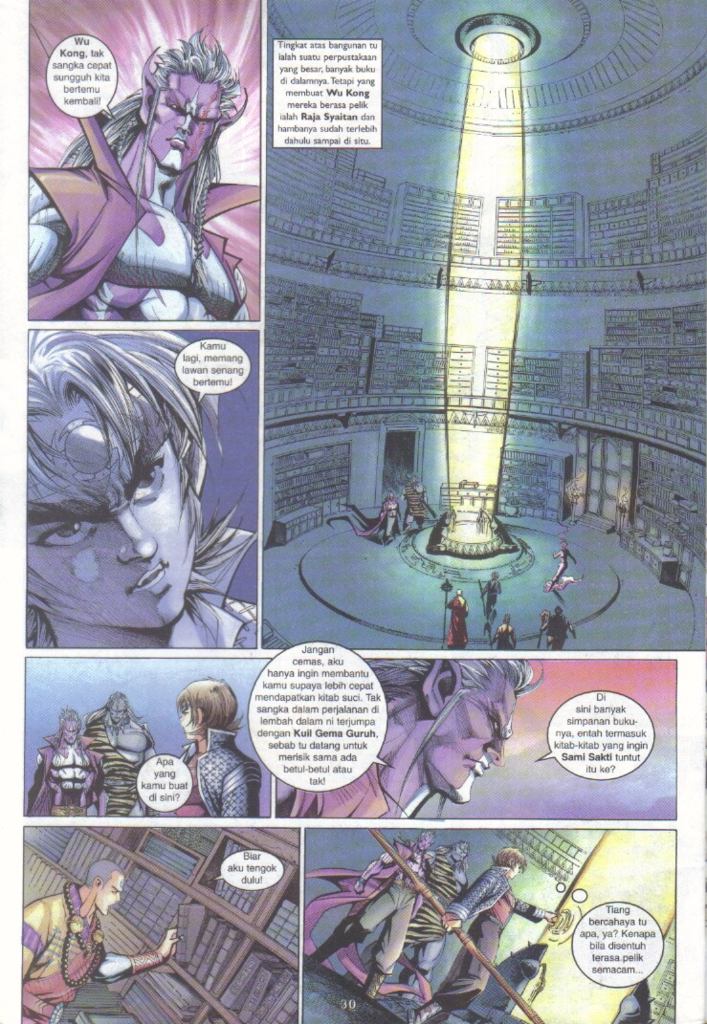 Wu
Kong, tak
sangka cepat
sungguh kita
bertemu
kembali!
Tingkat atas bangunan tu
ialah suatu perpustakaan
yang besar, banyak buku
di dalamnya. Tetapi yang
membuat Wu Kong
mereka berasa pelik
ialah Raja Syaitan dan
hambanya sudah terlebih
dahulu sampai di situ.
Kamu
lagi, memang
lawan senang
bertemu!
Apa
yang
kamu buat
di sini?
Jangan
cemas, aku
hanya ingin membantu
kamu supaya lebih cepat
mendapatkan kitab suci. Tak
sangka dalam perjalanan di
lembah dalam ni terjumpa
dengan Kuil Gema Guruh,
sebab tu datang untuk
merisik sama ada
betul-betul atau
tak!
Di
sini banyak
simpanan buku-
nya, entah termasuk
kitab-kitab yang ingin
Sami Sakti tuntut
itu ke?
Biar
aku tengok
dulu!
Tiang
bercahaya tu
apa, ya? Kenapa
bila disentuh
terasa pelik
semacam...
30